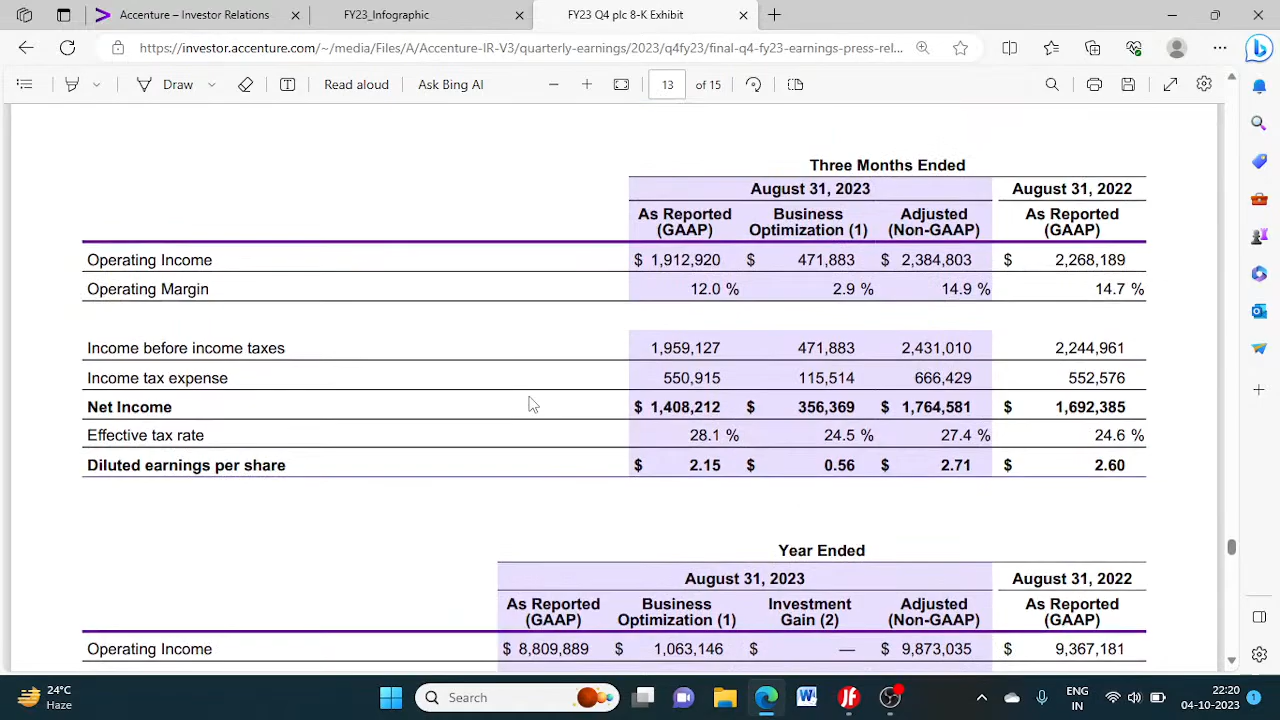 Accenture – Investor Relations
FY23_Infographic
FY23 Q4 plc 8-K Exhibit
https://investor.accenture.com/~/media/Files/A/Accenture-IR-V3/quarterly-earnings/2023/q4fy23/final-q4-fy23-earnings-press-rel...
Draw
Read aloud
Ask Bing AI
13 of 15
Three Months Ended
August 31, 2023 August 31, 2022
As Reported (GAAP) Business Optimization (1) Adjusted (Non-GAAP) As Reported (GAAP)
Operating Income $ 1,912,920 $ 471,883 $ 2,384,803 $ 2,268,189
Operating Margin 12.0 % 2.9 % 14.9 % 14.7 %
Income before income taxes 1,959,127 471,883 2,431,010 2,244,961
Income tax expense 550,915 115,514 666,429 552,576
Net Income $ 1,408,212 $ 356,369 $ 1,764,581 $ 1,692,385
Effective tax rate 28.1 % 24.5 % 27.4 % 24.6 %
Diluted earnings per share $ 2.15 $ 0.56 $ 2.71 $ 2.60
Year Ended
August 31, 2023 August 31, 2022
As Reported (GAAP) Business Optimization (1) Investment Gain (2) Adjusted (Non-GAAP) As Reported (GAAP)
Operating Income $ 8,809,889 $ 1,063,146 $ — $ 9,873,035 $ 9,367,181
24°C
Haze
Search
ENG
IN
22:20
04-10-2023